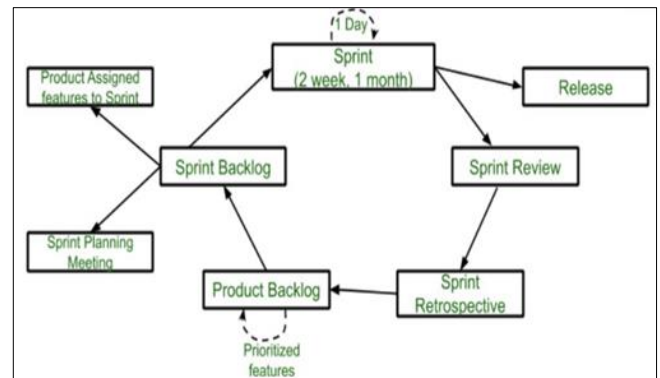 1 Day
Sprint
(2 week, 1 month)
Product Assigned
features to Sprint
Release
Sprint Backlog
Sprint Review
Sprint Planning
Meeting
Product Backlog
Sprint
Retrospective
Prioritized
features